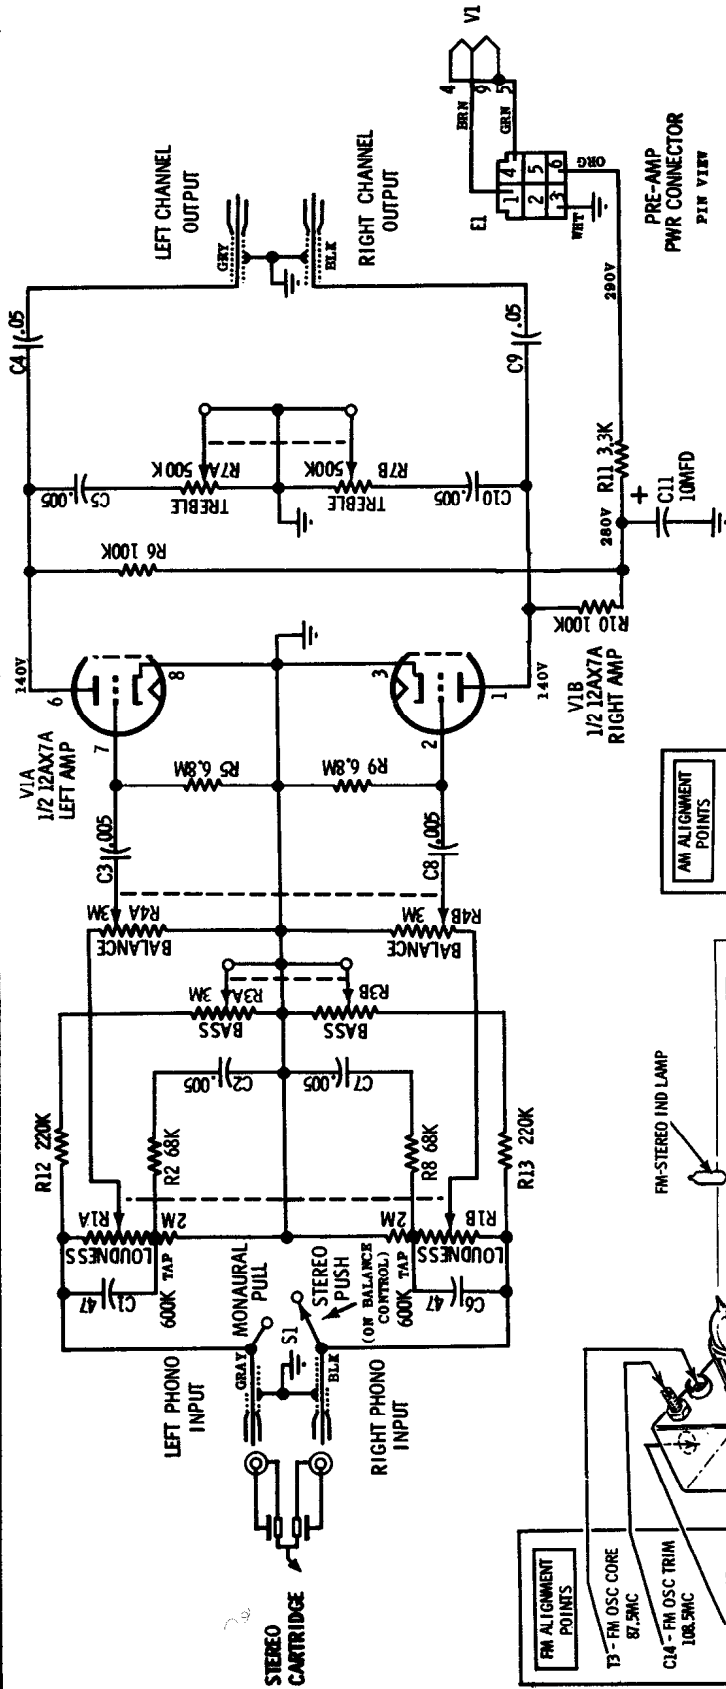 STEREO
CARTRIDGE
LEFT PHONO
INPUT
RIGHT PHONO
INPUT
GRAY
BLK
S1
MONAURAL
PULL
STEREO
PUSH
(ON BALANCE
CONTROL)
C1
47
600K TAP
LOUDNESS
R1A
2M
C6
47
600K TAP
LOUDNESS
R1B
2M
R12 220K
R2 68K
R8 68K
R13 220K
C2
.005
C7
.005
BASS
R3A
3M
BASS
R3B
BALANCE
R4A
3M
BALANCE
R4B
3M
C3
.005
C8
.005
R5 6.8M
R9 6.8M
V1A
1/2 12AX7A
LEFT AMP
7
6
8
140V
2
3
1
140V
V1B
1/2 12AX7A
RIGHT AMP
R6 100K
R10 100K
C5
.005
TREBLE
R7A
500K
TREBLE
R7B
500K
C10
.005
C4
.05
C9
.05
LEFT CHANNEL
OUTPUT
GRY
RIGHT CHANNEL
OUTPUT
BLK
280V
R11 3.3K
+
C11
10MFD
290V
E1
1 4
2 5
3 6
WHT
ORG
BRN
GRN
4
9
5
V1
PRE-AMP
PWR CONNECTOR
PIN VIEW
AM ALIGNMENT
POINTS
FM-STEREO IND LAMP
FM ALIGNMENT
POINTS
T3 - FM OSC CORE
87.5MC
C14 - FM OSC TRIM
108.5MC